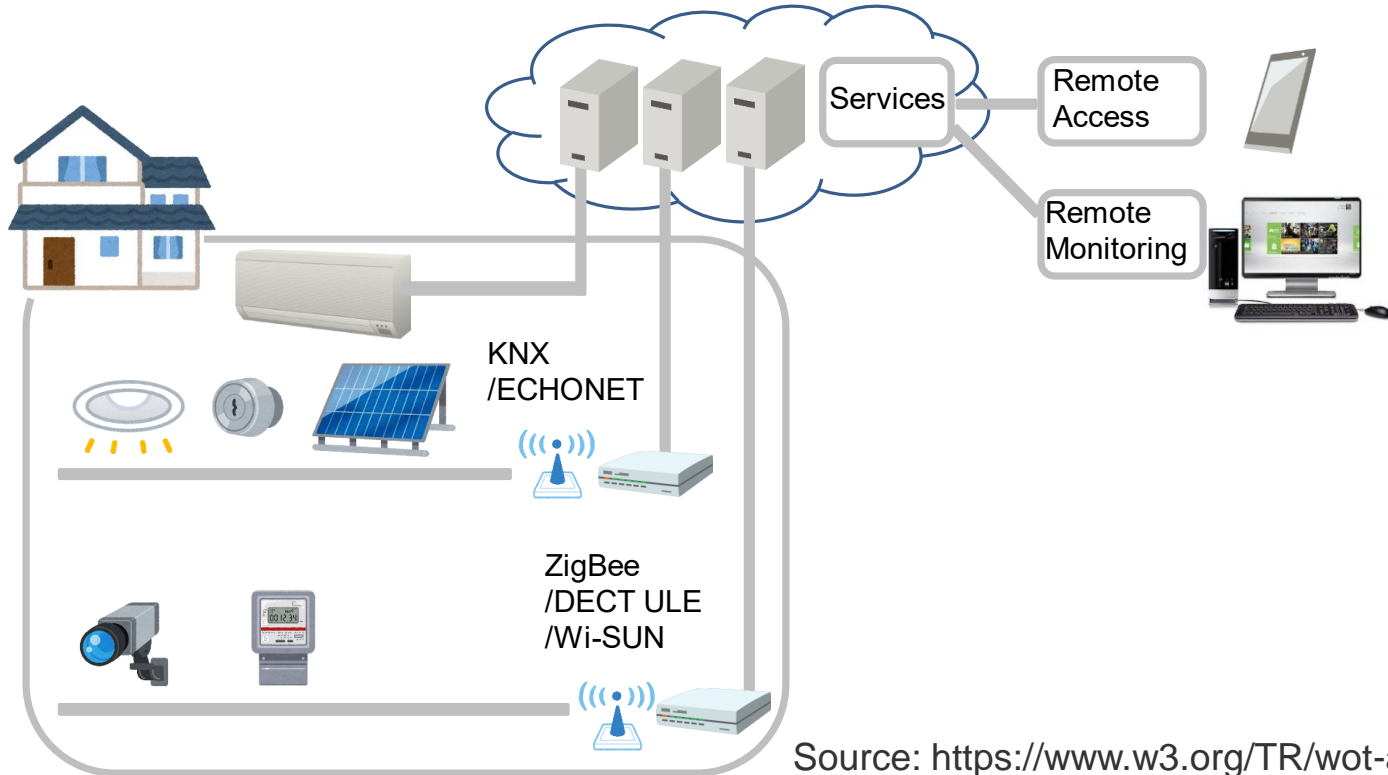 Services
Remote
Access
Remote
Monitoring
KNX
/ECHONET
ZigBee
/DECT ULE
/Wi-SUN
Source: https://www.w3.org/TR/wot-a